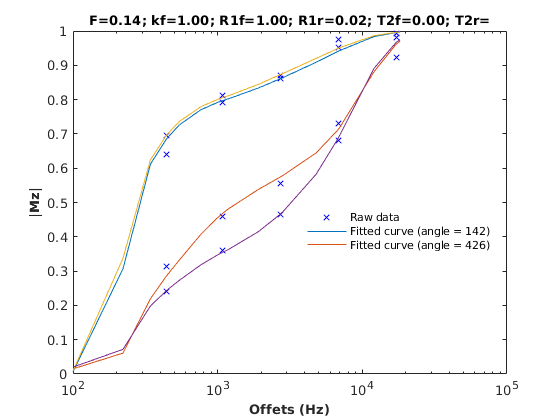 F=0.14; kf=1.00; R1f=1.00; R1r=0.02; T2f=0.00; T2r=
1
0.9
0.8
0.7
0.6
0.5
0.4
0.3
0.2
0.1
0
|Mz|
Raw data
Fitted curve (angle = 142)
Fitted curve (angle = 426)
10^2
10^3
10^4
10^5
Offets (Hz)